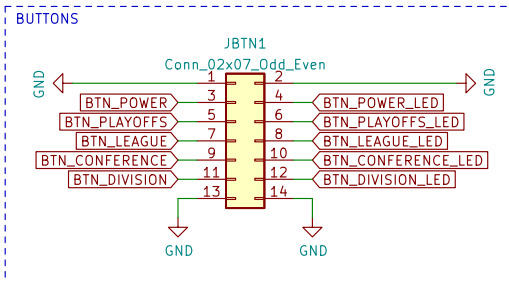 BUTTONS
JBTN1
Conn_02x07_Odd_Even
GND 1 2 GND
BTN_POWER 3 4 BTN_POWER_LED
BTN_PLAYOFFS 5 6 BTN_PLAYOFFS_LED
BTN_LEAGUE 7 8 BTN_LEAGUE_LED
BTN_CONFERENCE 9 10 BTN_CONFERENCE_LED
BTN_DIVISION 11 12 BTN_DIVISION_LED
13 14
GND GND